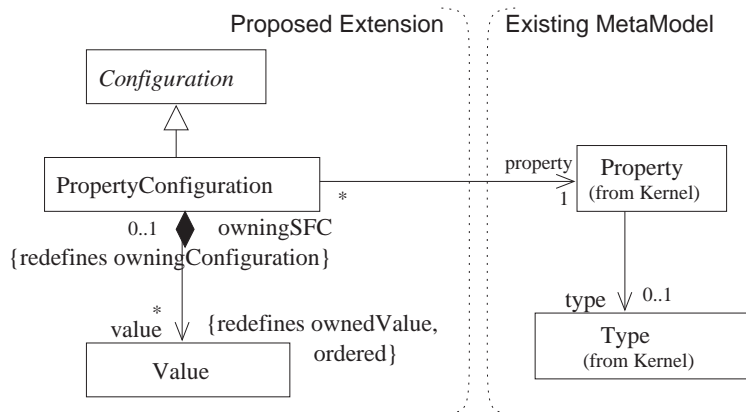 Proposed Extension
Existing MetaModel
Configuration
PropertyConfiguration
*
property
1
Property
(from Kernel)
0..1
owningSFC
{redefines owningConfiguration}
*
value
{redefines ownedValue,
ordered}
Value
type
0..1
Type
(from Kernel)